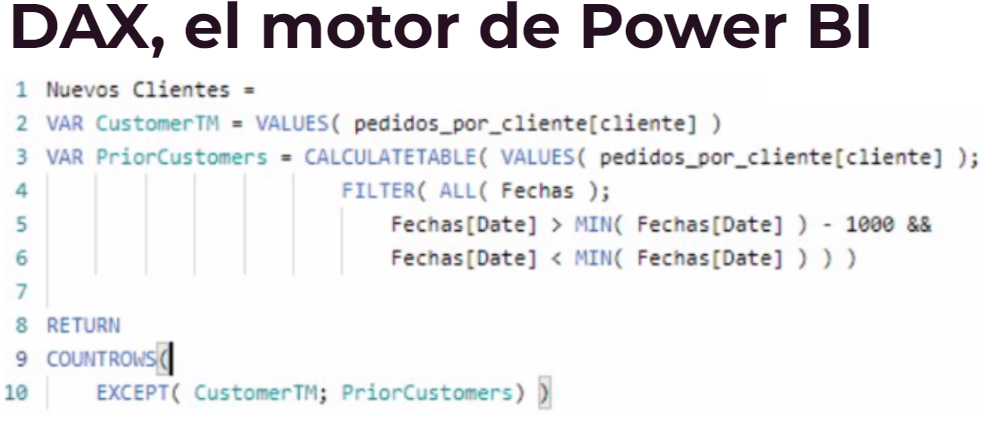 DAX, el motor de Power BI
1 Nuevos Clientes =
2 VAR CustomerTM = VALUES( pedidos_por_cliente[cliente] )
3 VAR PriorCustomers = CALCULATETABLE( VALUES( pedidos_por_cliente[cliente] );
4 FILTER( ALL( Fechas );
5 Fechas[Date] > MIN( Fechas[Date] ) - 1000 &&
6 Fechas[Date] < MIN( Fechas[Date] ) ) )
7
8 RETURN
9 COUNTROWS(
10 EXCEPT( CustomerTM; PriorCustomers) )